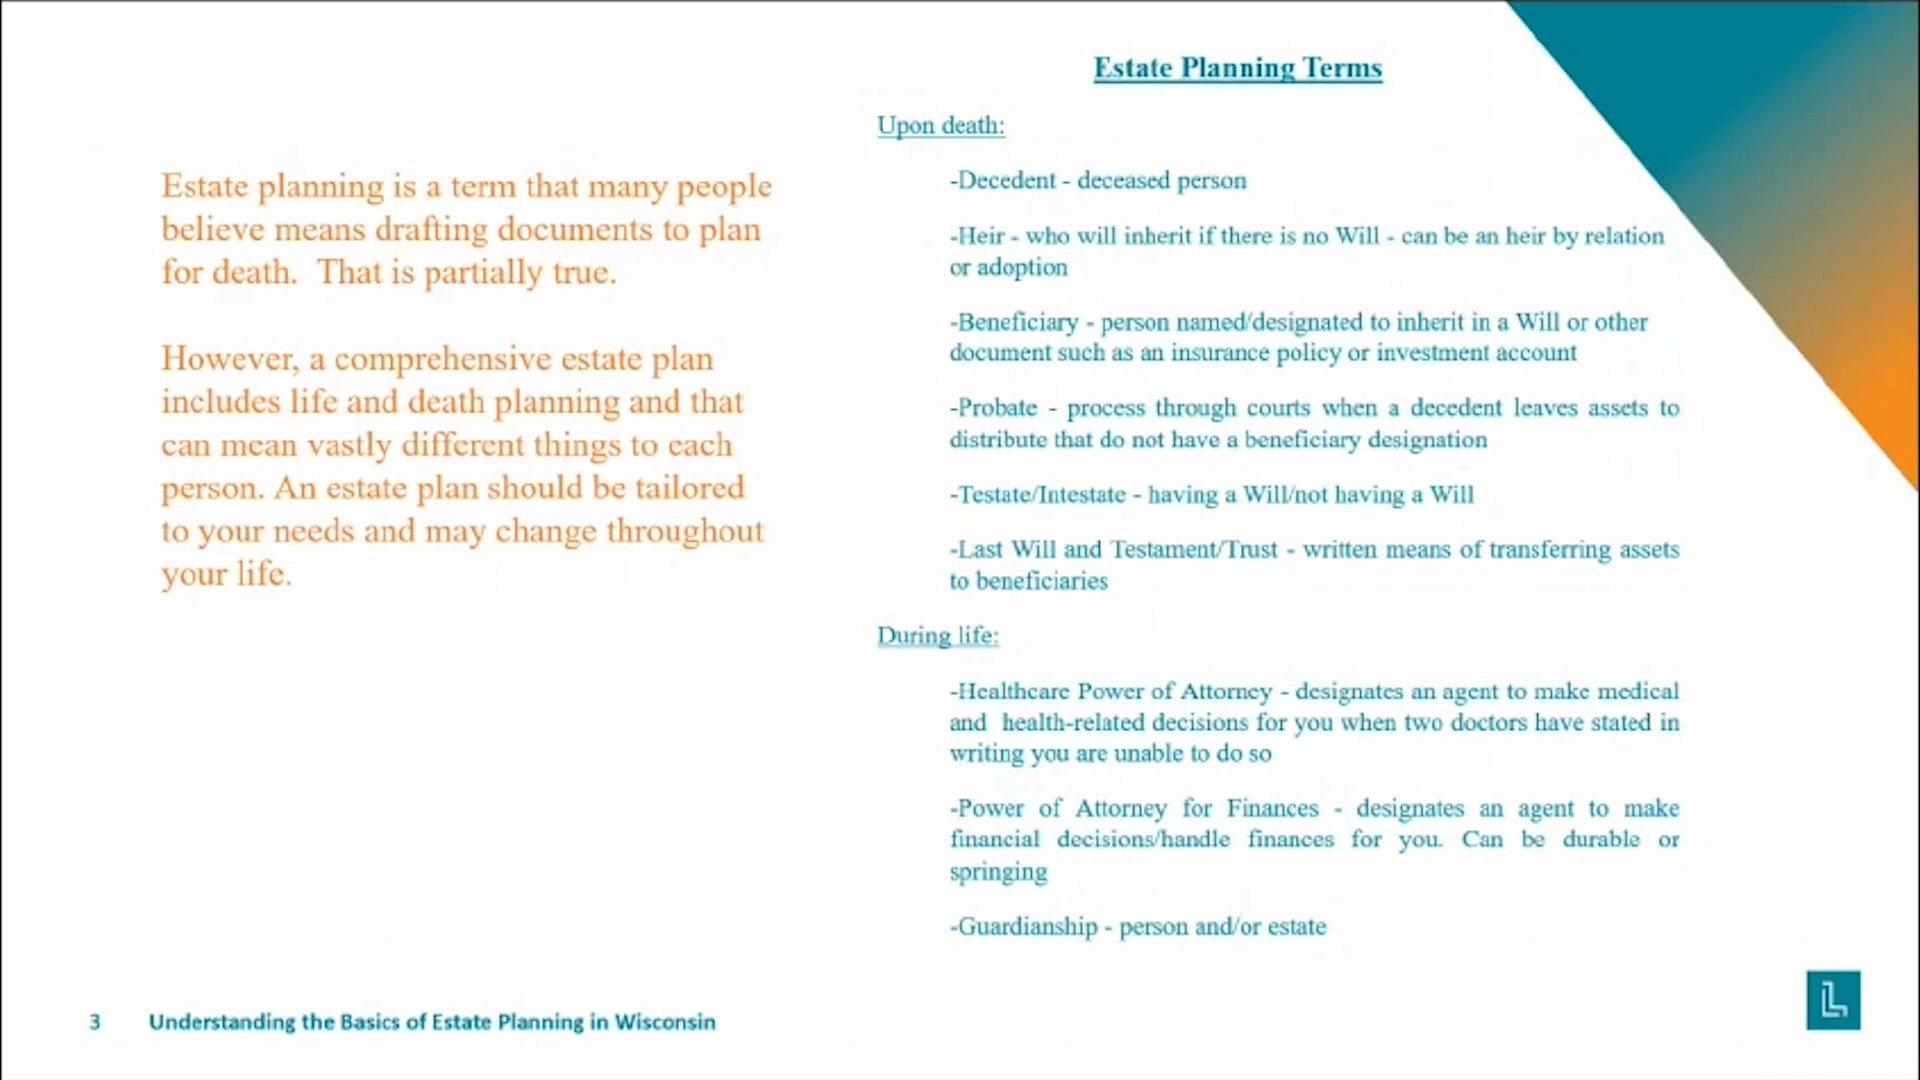 Estate planning is a term that many people
believe means drafting documents to plan
for death.  That is partially true.
However, a comprehensive estate plan
includes life and death planning and that
can mean vastly different things to each
person. An estate plan should be tailored
to your needs and may change throughout
your life.
Estate Planning Terms
Upon death:
-Decedent - deceased person
-Heir - who will inherit if there is no Will - can be an heir by relation
or adoption
-Beneficiary - person named/designated to inherit in a Will or other
document such as an insurance policy or investment account
-Probate - process through courts when a decedent leaves assets to
distribute that do not have a beneficiary designation
-Testate/Intestate - having a Will/not having a Will
-Last Will and Testament/Trust - written means of transferring assets
to beneficiaries
During life:
-Healthcare Power of Attorney - designates an agent to make medical
and  health-related decisions for you when two doctors have stated in
writing you are unable to do so
-Power of Attorney for Finances - designates an agent to make
financial decisions/handle finances for you. Can be durable or
springing
-Guardianship - person and/or estate
3 Understanding the Basics of Estate Planning in Wisconsin